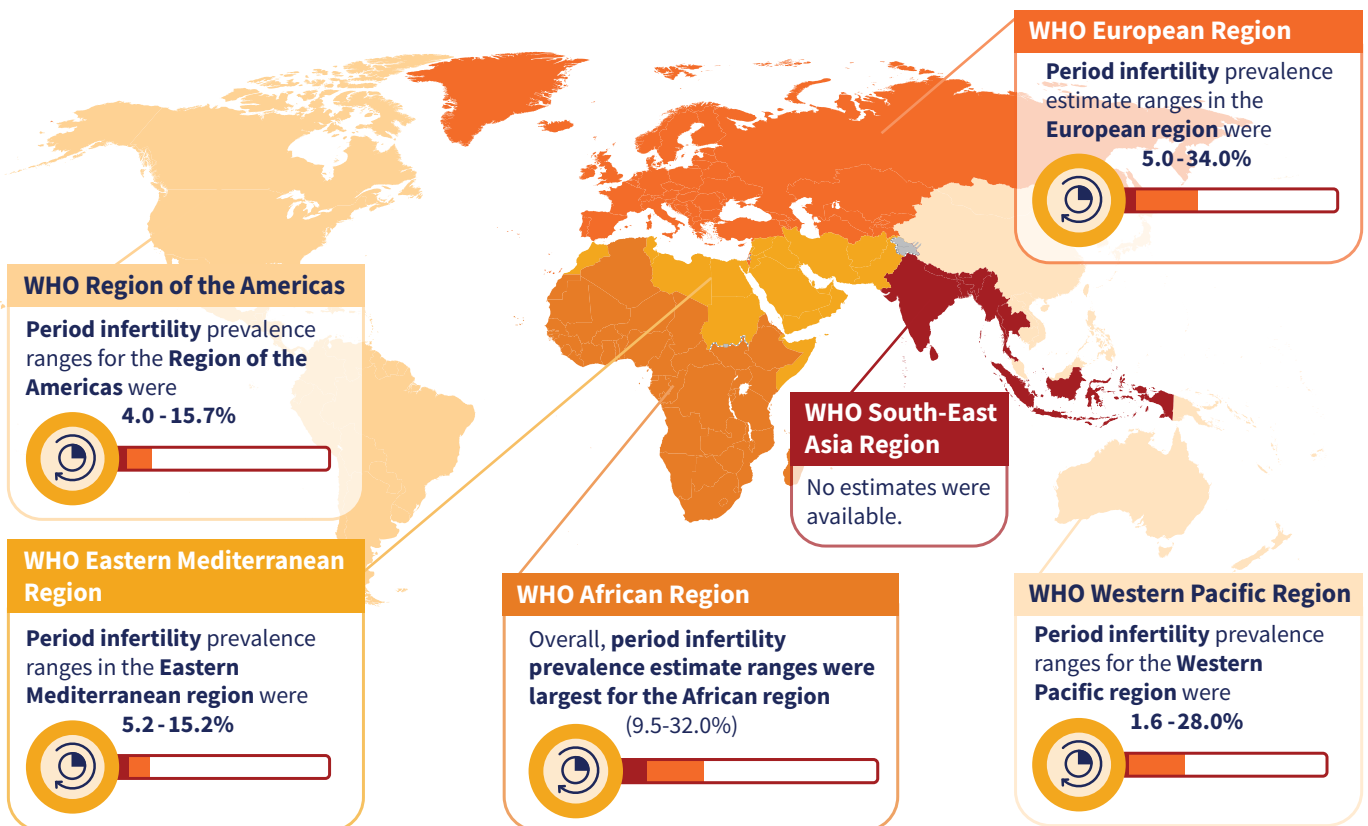 WHO European Region
Period infertility prevalence
estimate ranges in the
European region were
5.0-34.0%
WHO Region of the Americas
Period infertility prevalence
ranges for the Region of the
Americas were
4.0-15.7%
WHO South-East
Asia Region
No estimates were
available.
WHO Eastern Mediterranean
Region
Period infertility prevalence
ranges in the Eastern
Mediterranean region were
5.2-15.2%
WHO African Region
Overall, period infertility
prevalence estimate ranges were
largest for the African region
(9.5-32.0%)
WHO Western Pacific Region
Period infertility prevalence
ranges for the Western
Pacific region were
1.6-28.0%